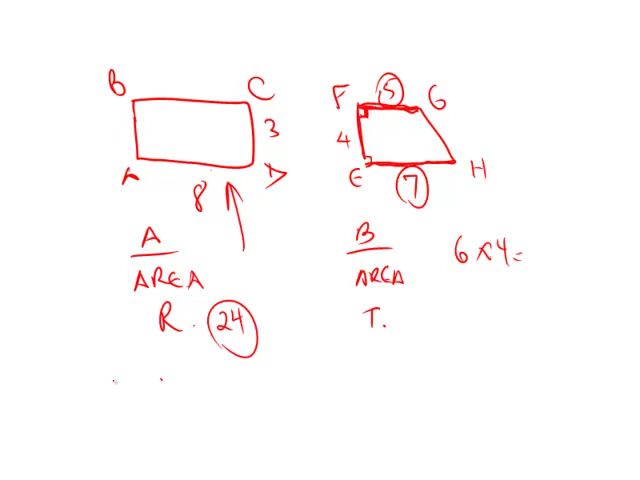 B C F 5 G
3 4
A D E 7 H
8
A B 6 x 4 =
AREA AREA
R. 24 T.